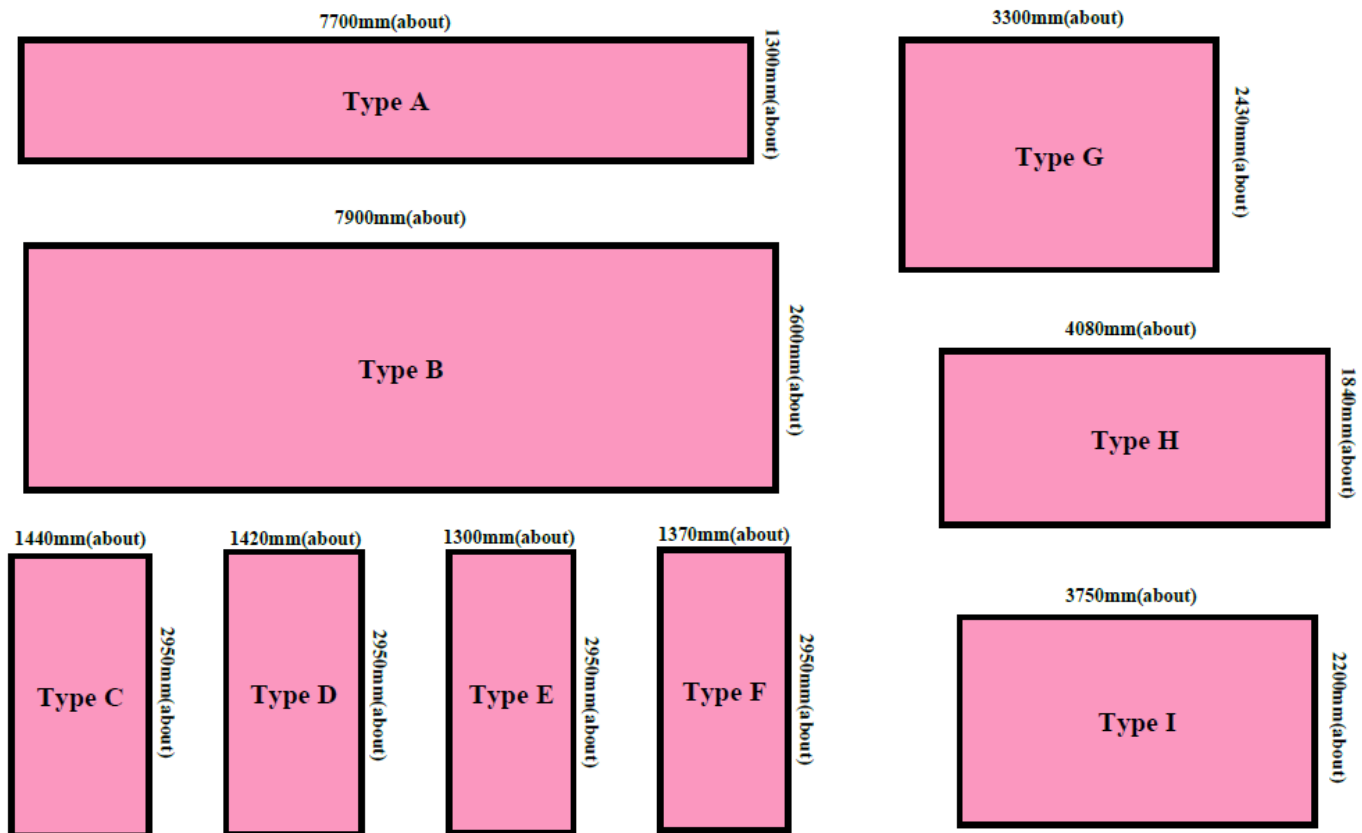 7700mm(about)
1300mm(about)
Type A
3300mm(about)
2430mm(about)
Type G
7900mm(about)
2600mm(about)
Type B
4080mm(about)
1840mm(about)
Type H
1440mm(about)
2950mm(about)
Type C
1420mm(about)
2950mm(about)
Type D
1300mm(about)
2950mm(about)
Type E
1370mm(about)
2950mm(about)
Type F
3750mm(about)
2200mm(about)
Type I